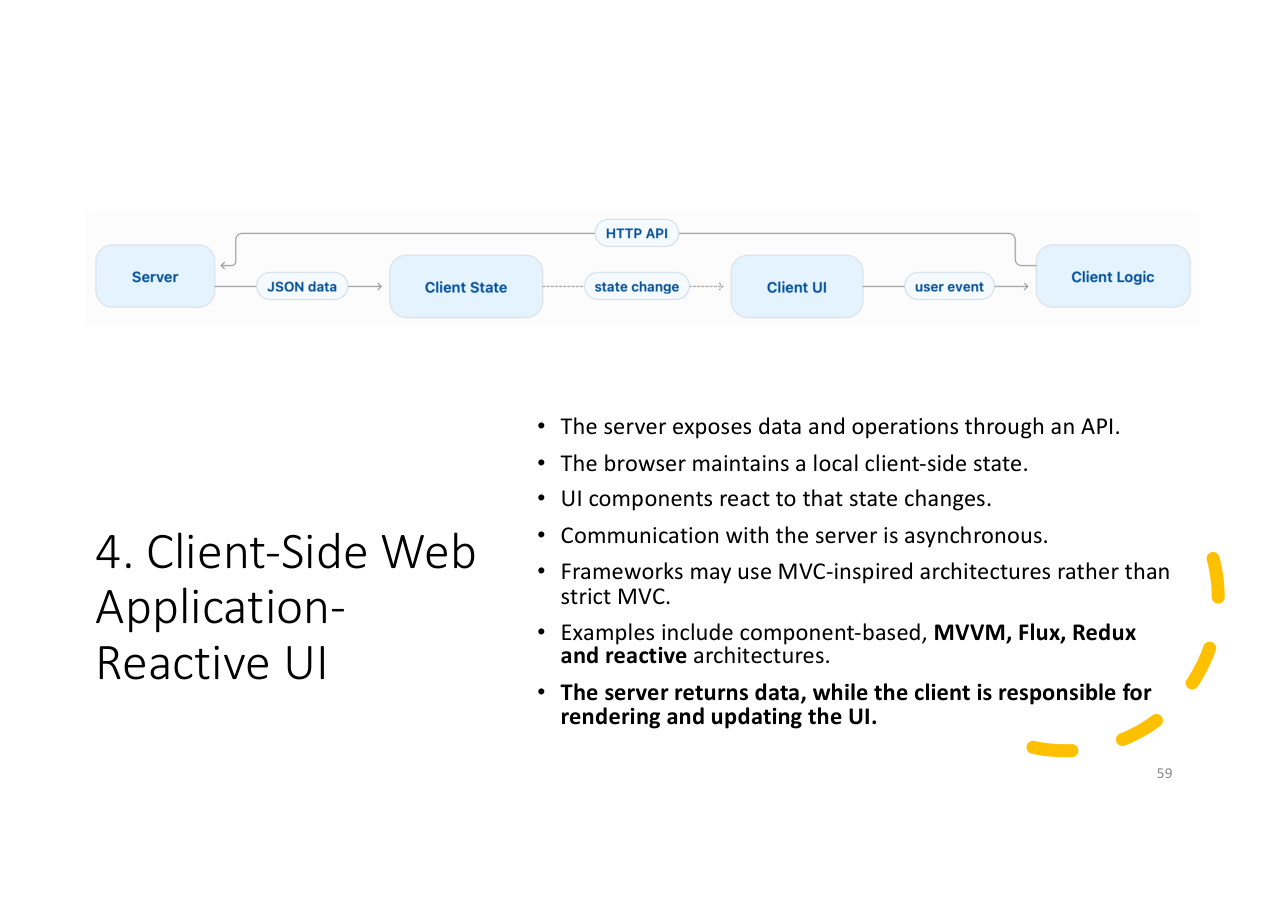 HTTP API
Server
JSON data
Client State
state change
Client UI
user event
Client Logic
4. Client-Side Web
Application-
Reactive UI
• The server exposes data and operations through an API.
• The browser maintains a local client-side state.
• UI components react to that state changes.
• Communication with the server is asynchronous.
• Frameworks may use MVC-inspired architectures rather than
strict MVC.
• Examples include component-based, MVVM, Flux, Redux
and reactive architectures.
• The server returns data, while the client is responsible for
rendering and updating the UI.
59